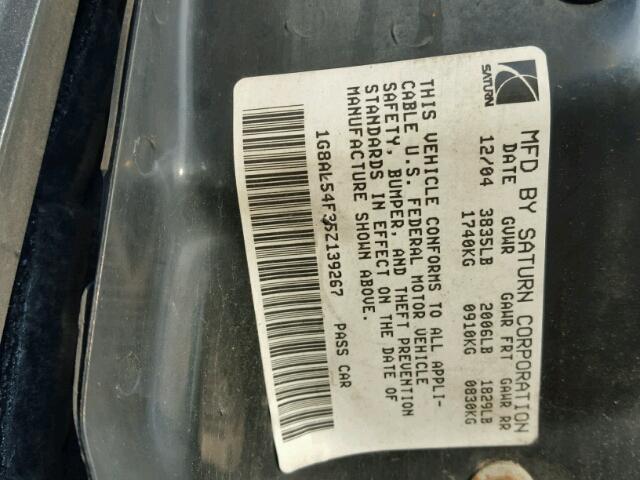 SATURN
MFD BY SATURN CORPORATION
DATE GVWR GAWR FRT GAWR RR
12/04 3835LB 2006LB 1829LB
1740KG 0910KG 0830KG
THIS VEHICLE CONFORMS TO ALL APPLI-
CABLE U.S. FEDERAL MOTOR VEHICLE
SAFETY, BUMPER, AND THEFT PREVENTION
STANDARDS IN EFFECT ON THE DATE OF
MANUFACTURE SHOWN ABOVE.
1G8AL54F35Z139267 PASS CAR